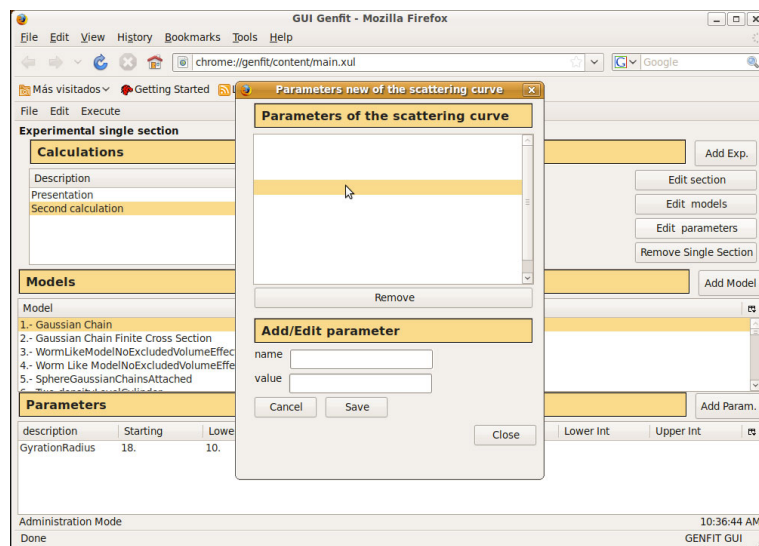 GUI Genfit - Mozilla Firefox
File Edit View History Bookmarks Tools Help
chrome://genfit/content/main.xul
G Google
Más visitados Getting Started
Parameters new of the scattering curve
File Edit Execute
Parameters of the scattering curve
Experimental single section
Calculations
Add Exp.
Description
Edit section
Presentation
Second calculation
Edit models
Edit parameters
Remove Single Section
Models
Add Model
Remove
Model
1.- Gaussian Chain
2.- Gaussian Chain Finite Cross Section
Add/Edit parameter
3.- WormLikeModelNoExcludedVolumeEffec
name
4.- Worm Like ModelNoExcludedVolumeEffe
5.- SphereGaussianChainsAttached
value
Parameters
Add Param.
Cancel Save
description Starting Lowe Lower Int Upper Int
Close
GyrationRadius 18. 10.
Administration Mode 10:36:44 AM
Done GENFIT GUI